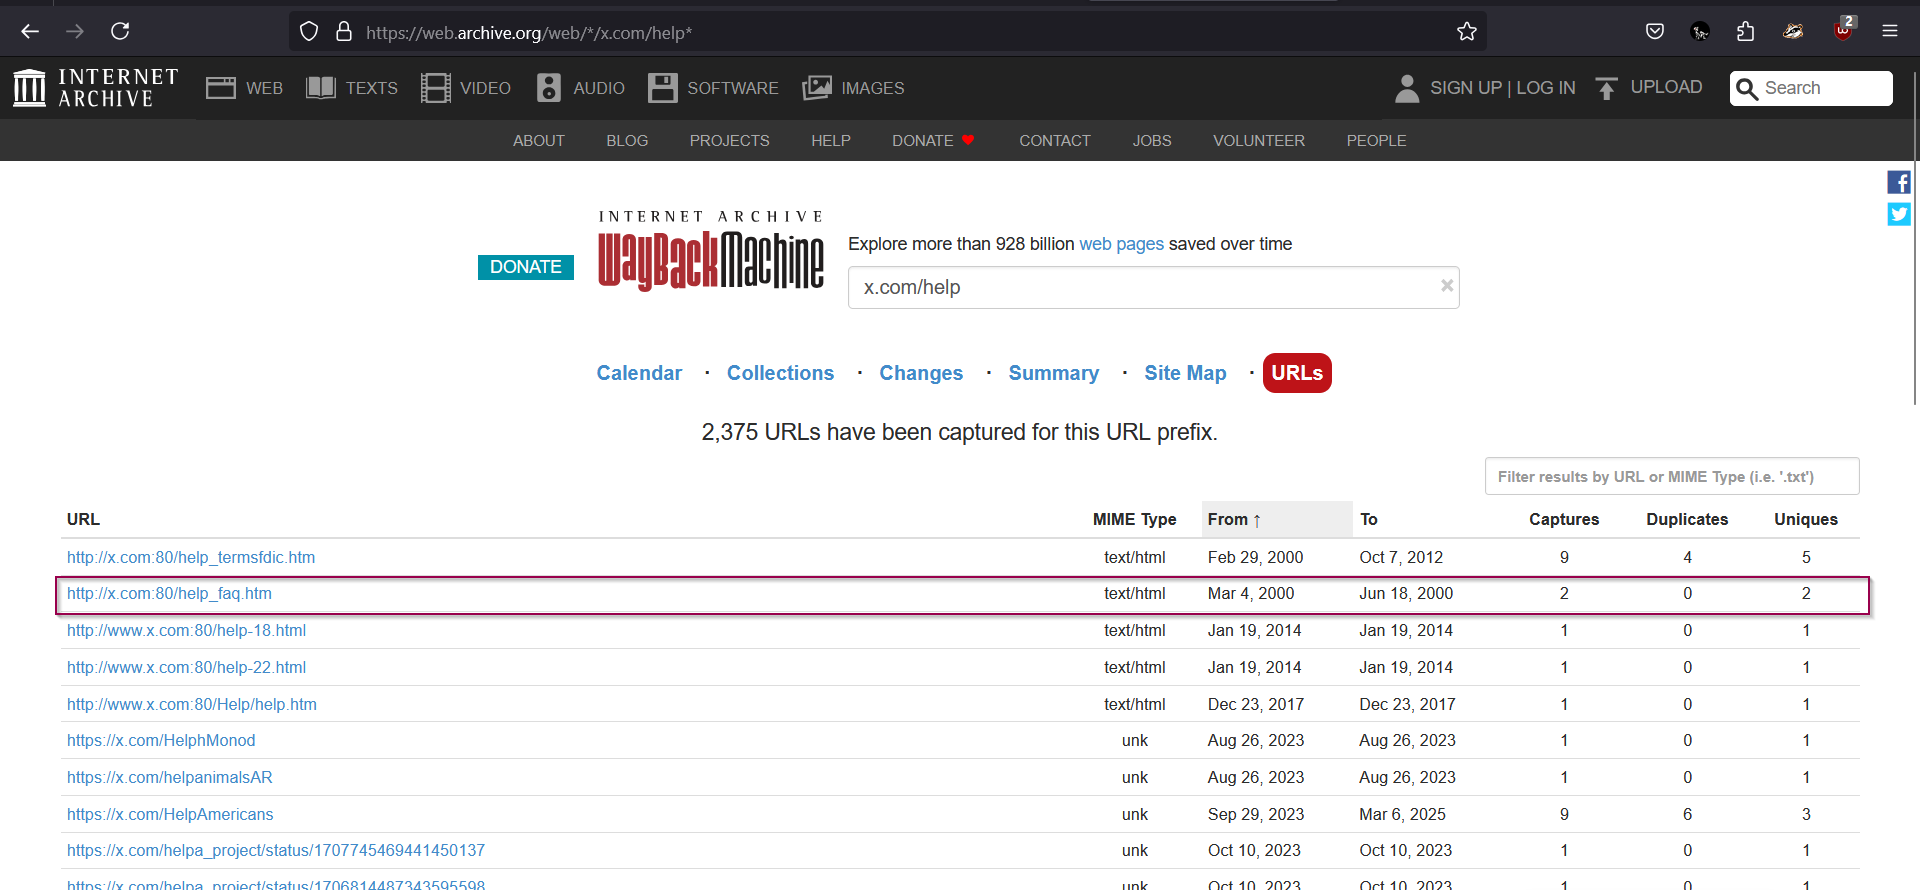 https://web.archive.org/web/*/x.com/help*
2
INTERNET ARCHIVE
WEB TEXTS VIDEO AUDIO SOFTWARE IMAGES
SIGN UP | LOG IN UPLOAD Search
ABOUT BLOG PROJECTS HELP DONATE CONTACT JOBS VOLUNTEER PEOPLE
DONATE
INTERNET ARCHIVE
WayBackMachine
Explore more than 928 billion web pages saved over time
x.com/help ×
Calendar · Collections · Changes · Summary · Site Map · URLs
2,375 URLs have been captured for this URL prefix.
Filter results by URL or MIME Type (i.e. '.txt')
URL MIME Type From ↑ To Captures Duplicates Uniques
http://x.com:80/help_termsfdic.htm text/html Feb 29, 2000 Oct 7, 2012 9 4 5
http://x.com:80/help_faq.htm text/html Mar 4, 2000 Jun 18, 2000 2 0 2
http://www.x.com:80/help-18.html text/html Jan 19, 2014 Jan 19, 2014 1 0 1
http://www.x.com:80/help-22.html text/html Jan 19, 2014 Jan 19, 2014 1 0 1
http://www.x.com:80/Help/help.htm text/html Dec 23, 2017 Dec 23, 2017 1 0 1
https://x.com/HelphMonod unk Aug 26, 2023 Aug 26, 2023 1 0 1
https://x.com/helpanimalsAR unk Aug 26, 2023 Aug 26, 2023 1 0 1
https://x.com/HelpAmericans unk Sep 29, 2023 Mar 6, 2025 9 6 3
https://x.com/helpa_project/status/1707745469441450137 unk Oct 10, 2023 Oct 10, 2023 1 0 1
https://x.com/helpa_project/status/1706814487343595598 unk Oct 10, 2023 Oct 10, 2023 1 0 1